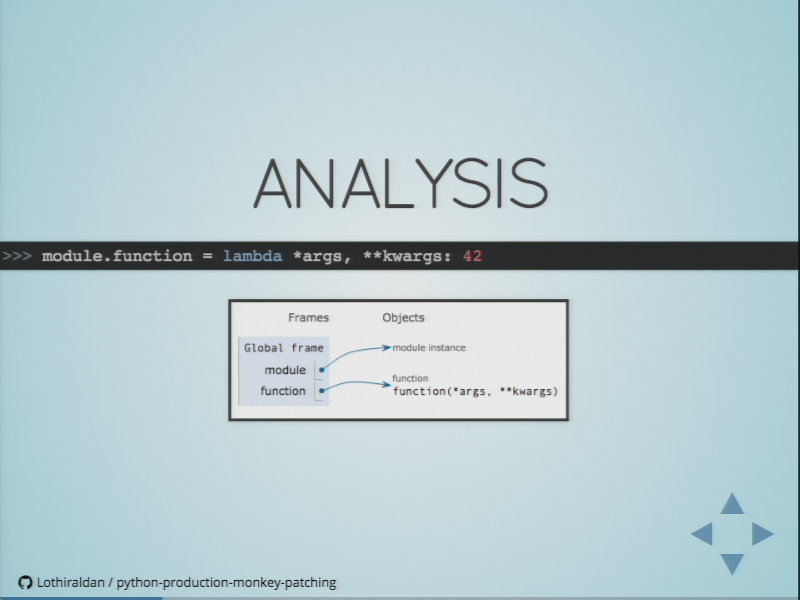 ANALYSIS
>>> module.function = lambda *args, **kwargs: 42
Frames Objects
Global frame
module instance
module
function
function
function(*args, **kwargs)
Lothiraldan / python-production-monkey-patching